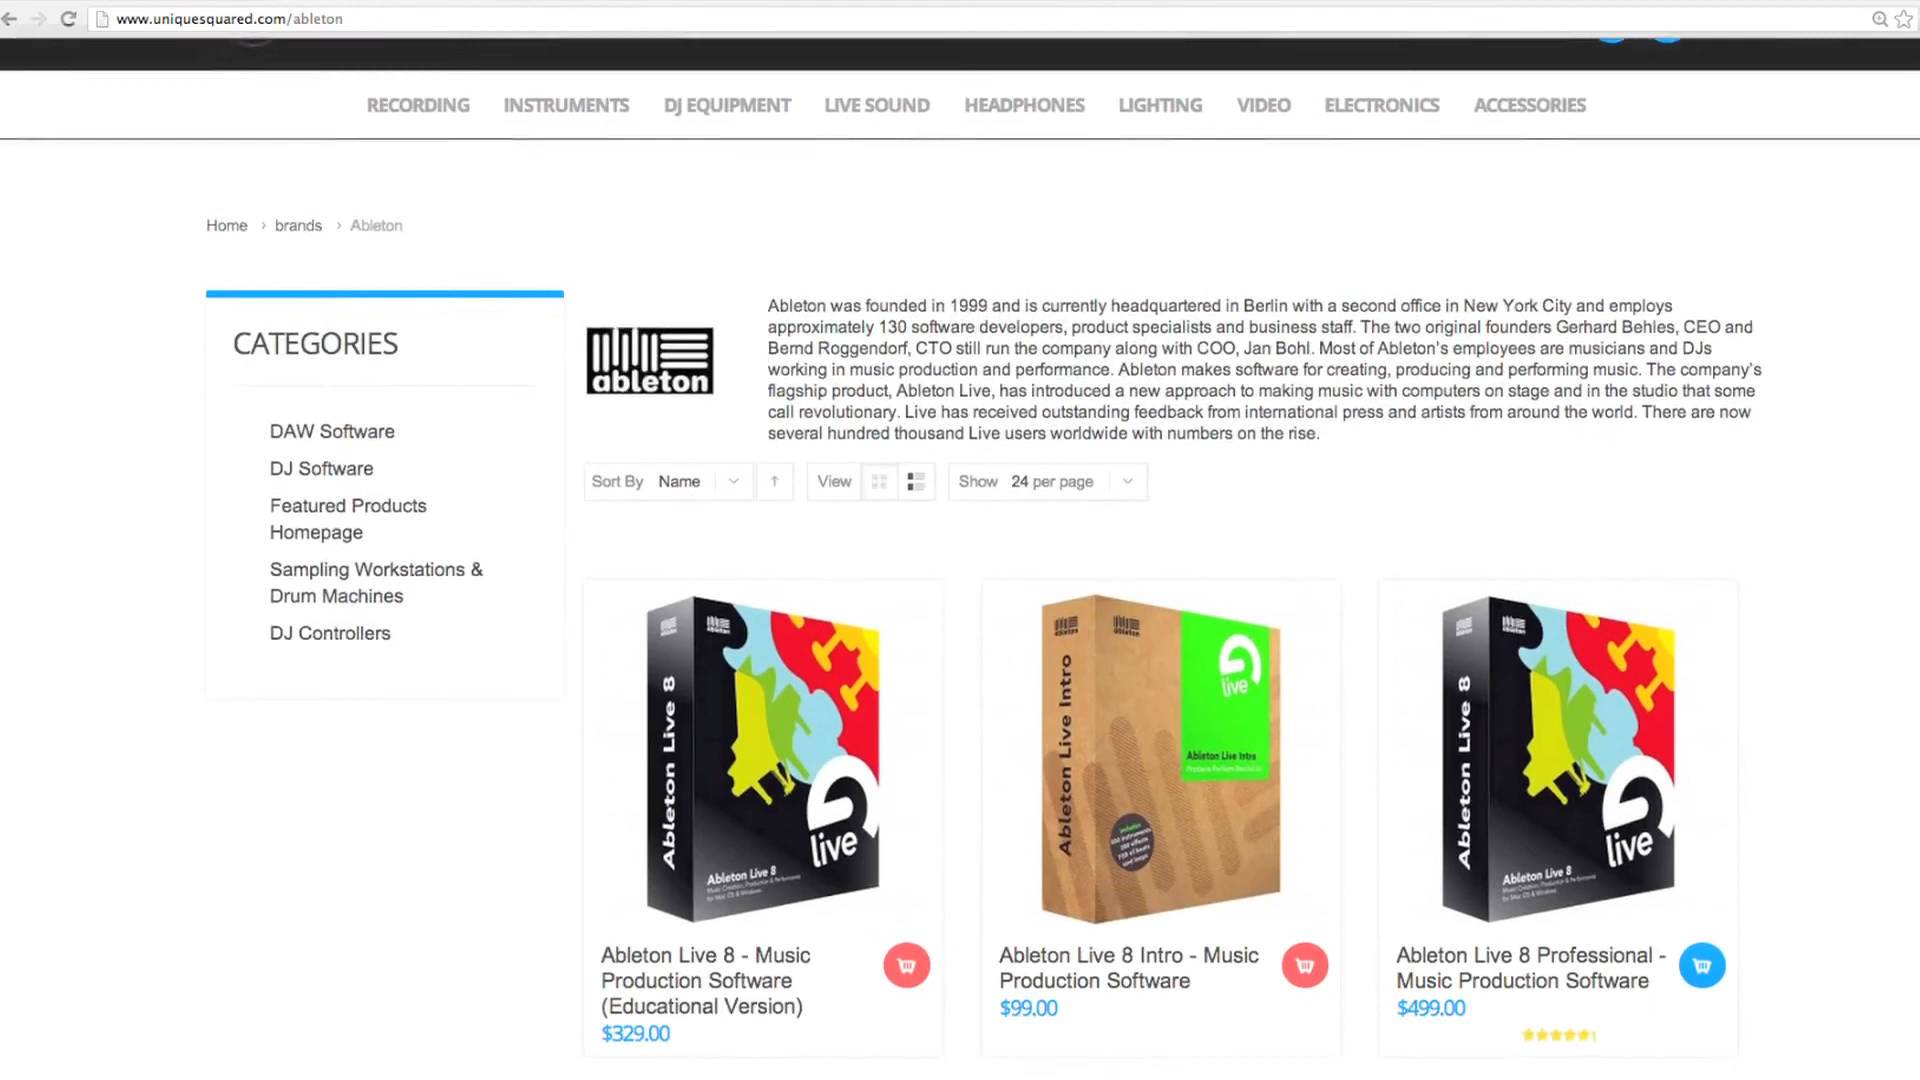 www.uniquesquared.com/ableton
RECORDING INSTRUMENTS DJ EQUIPMENT LIVE SOUND HEADPHONES LIGHTING VIDEO ELECTRONICS ACCESSORIES
Home › brands › Ableton
CATEGORIES
DAW Software
DJ Software
Featured Products
Homepage
Sampling Workstations &
Drum Machines
DJ Controllers
ableton
Ableton was founded in 1999 and is currently headquartered in Berlin with a second office in New York City and employs
approximately 130 software developers, product specialists and business staff. The two original founders Gerhard Behles, CEO and
Bernd Roggendorf, CTO still run the company along with COO, Jan Bohl. Most of Ableton's employees are musicians and DJs
working in music production and performance. Ableton makes software for creating, producing and performing music. The company's
flagship product, Ableton Live, has introduced a new approach to making music with computers on stage and in the studio that some
call revolutionary. Live has received outstanding feedback from international press and artists from around the world. There are now
several hundred thousand Live users worldwide with numbers on the rise.
Sort By Name ↑ View Show 24 per page
ableton ableton
Ableton Live 8
live
Ableton Live 8
Music Creation, Production & Performance
for Mac OS & Windows
Ableton Live 8 - Music
Production Software
(Educational Version)
$329.00
ableton ableton
Ableton Live Intro
live
Ableton Live Intro
Ableton Live 8 Intro - Music
Production Software
$99.00
ableton ableton
Ableton Live 8
live
Ableton Live 8
Music Creation, Production & Performance
for Mac OS & Windows
Ableton Live 8 Professional -
Music Production Software
$499.00